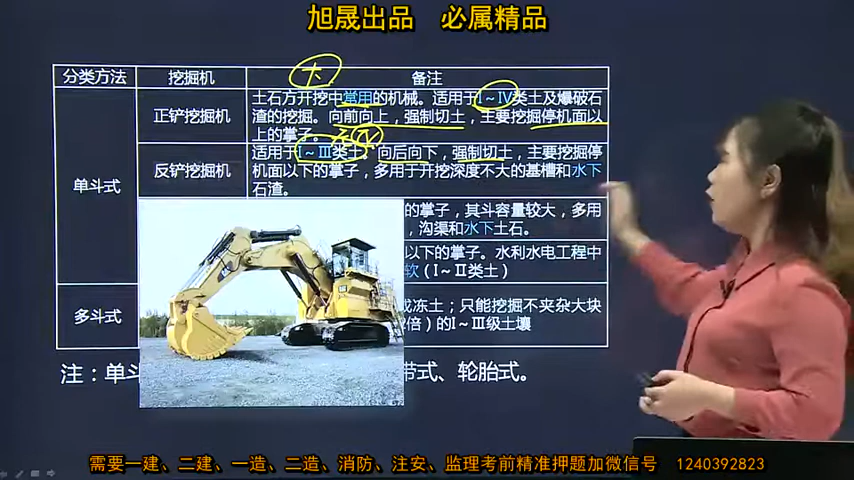 旭晟出品 必属精品
分类方法 挖掘机 备注
单斗式
正铲挖掘机
土石方开挖中常用的机械。适用于Ⅰ~Ⅳ类土及爆破石
渣的挖掘。向前向上，强制切土，主要挖掘停机面以
上的掌子。
反铲挖掘机
适用于Ⅰ~Ⅲ类土。向后向下，强制切土，主要挖掘停
机面以下的掌子，多用于开挖深度不大的基槽和水下
石渣。
的掌子，其斗容量较大，多用
，沟渠和水下土石。
以下的掌子。水利水电工程中
软（Ⅰ~Ⅱ类土）
多斗式
或冻土；只能挖掘不夹杂大块
倍）的Ⅰ~Ⅲ级土壤
注：单斗
带式、轮胎式。
需要一建、二建、一造、二造、消防、注安、监理考前精准押题加微信号 1240392823